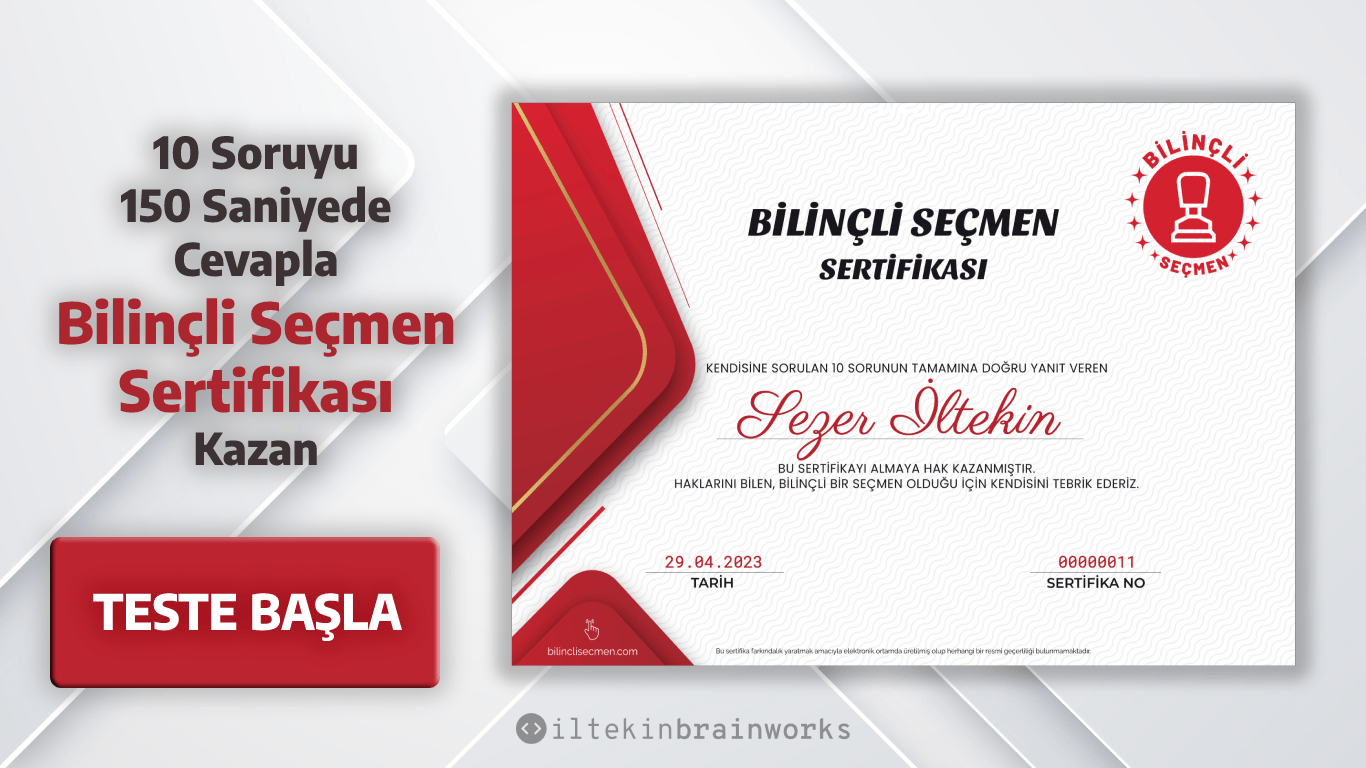 10 Soruyu
150 Saniyede
Cevapla
Bilinçli Seçmen
Sertifikası
Kazan
TESTE BAŞLA
BİLİNÇLİ
SEÇMEN
BİLİNÇLİ SEÇMEN
SERTİFİKASI
KENDİSİNE SORULAN 10 SORUNUN TAMAMINA DOĞRU YANIT VEREN
Sezer İltekin
BU SERTİFİKAYI ALMAYA HAK KAZANMIŞTIR.
HAKLARINI BİLEN, BİLİNÇLİ BİR SEÇMEN OLDUĞU İÇİN KENDİSİNİ TEBRİK EDERİZ.
29.04.2023
TARİH
00000011
SERTİFİKA NO
bilinclisecmen.com
Bu sertifika farkındalık yaratmak amacıyla elektronik ortamda üretilmiş olup herhangi bir resmi geçerliliği bulunmamaktadır.
iltekinbrainworks